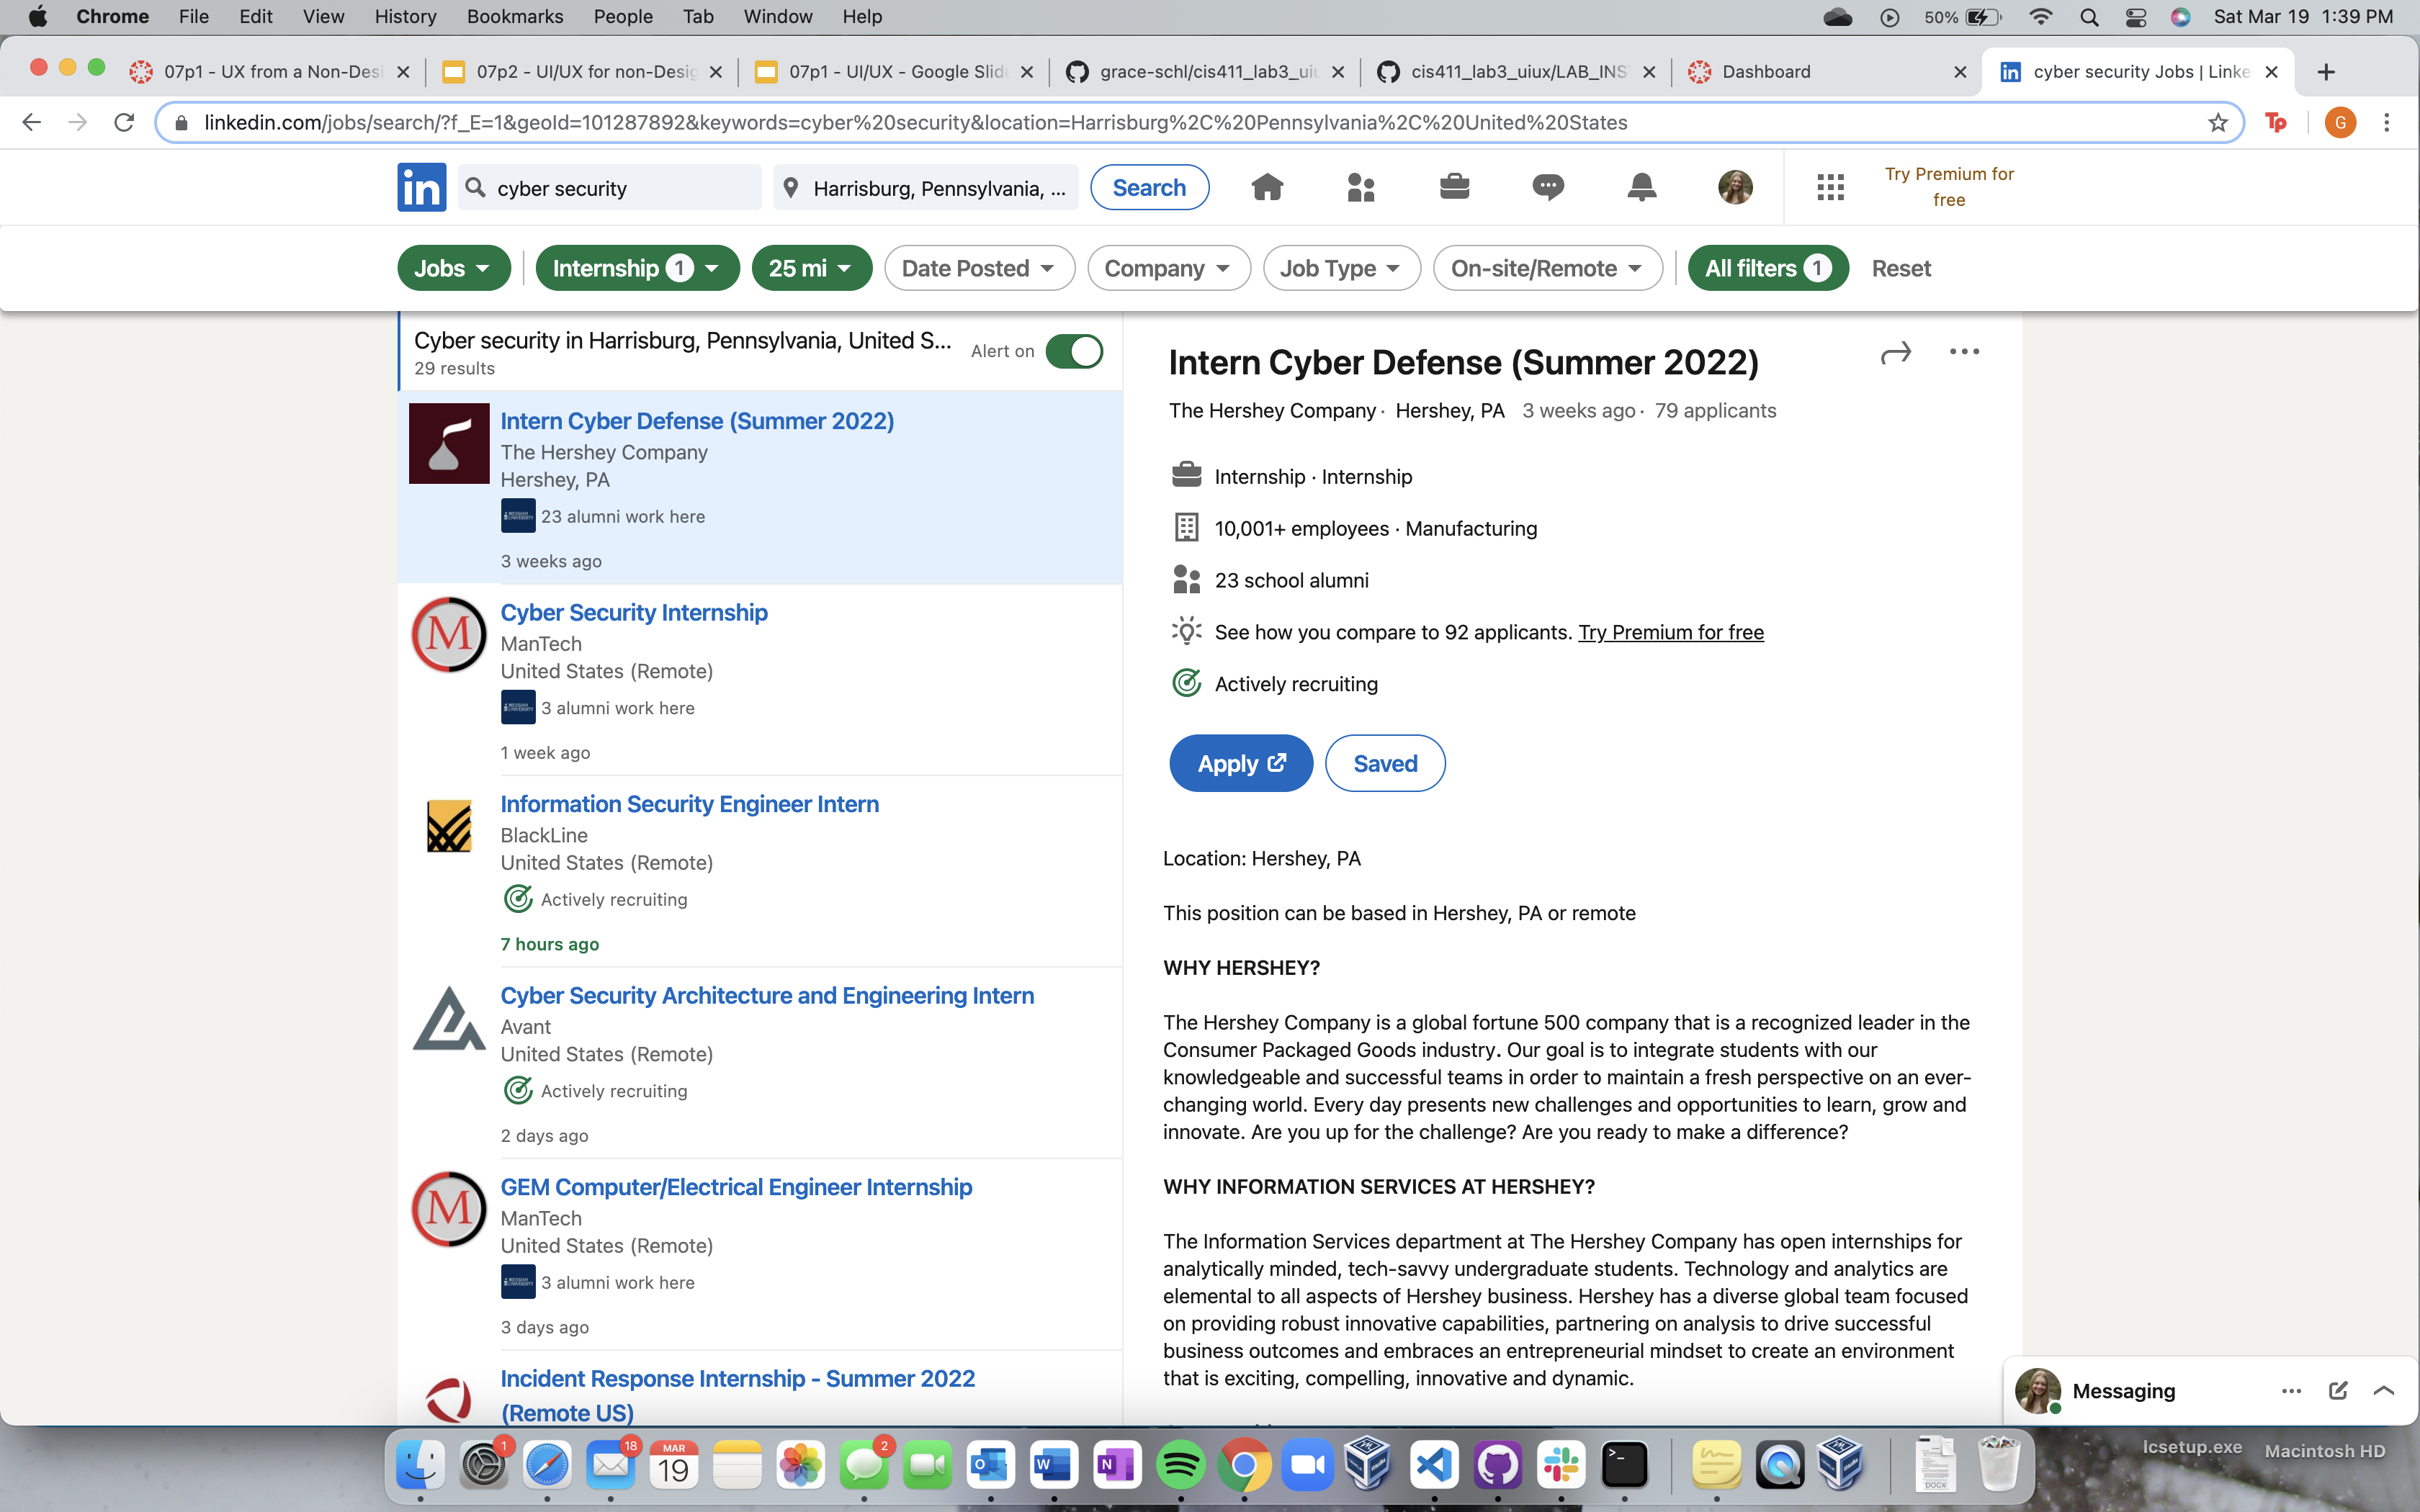 Chrome File Edit View History Bookmarks People Tab Window Help 50% Sat Mar 19 1:39 PM
07p1 - UX from a Non-Desi 07p2 - UI/UX for non-Desig 07p1 - UI/UX - Google Slide grace-schl/cis411_lab3_uiu cis411_lab3_uiux/LAB_INST Dashboard cyber security Jobs | Linke
linkedin.com/jobs/search/?f_E=1&geoId=101287892&keywords=cyber%20security&location=Harrisburg%2C%20Pennsylvania%2C%20United%20States Tp G
in cyber security Harrisburg, Pennsylvania, ... Search Try Premium for
free
Jobs Internship 1 25 mi Date Posted Company Job Type On-site/Remote All filters 1 Reset
Cyber security in Harrisburg, Pennsylvania, United S... Alert on
29 results
Intern Cyber Defense (Summer 2022)
The Hershey Company
Hershey, PA
23 alumni work here
3 weeks ago
M
Cyber Security Internship
ManTech
United States (Remote)
3 alumni work here
1 week ago
Information Security Engineer Intern
BlackLine
United States (Remote)
Actively recruiting
7 hours ago
Cyber Security Architecture and Engineering Intern
Avant
United States (Remote)
Actively recruiting
2 days ago
M
GEM Computer/Electrical Engineer Internship
ManTech
United States (Remote)
3 alumni work here
3 days ago
Incident Response Internship - Summer 2022
(Remote US)
Intern Cyber Defense (Summer 2022)
The Hershey Company · Hershey, PA 3 weeks ago · 79 applicants
Internship · Internship
10,001+ employees · Manufacturing
23 school alumni
See how you compare to 92 applicants. Try Premium for free
Actively recruiting
Apply Saved
Location: Hershey, PA
This position can be based in Hershey, PA or remote
WHY HERSHEY?
The Hershey Company is a global fortune 500 company that is a recognized leader in the
Consumer Packaged Goods industry. Our goal is to integrate students with our
knowledgeable and successful teams in order to maintain a fresh perspective on an ever-
changing world. Every day presents new challenges and opportunities to learn, grow and
innovate. Are you up for the challenge? Are you ready to make a difference?
WHY INFORMATION SERVICES AT HERSHEY?
The Information Services department at The Hershey Company has open internships for
analytically minded, tech-savvy undergraduate students. Technology and analytics are
elemental to all aspects of Hershey business. Hershey has a diverse global team focused
on providing robust innovative capabilities, partnering on analysis to drive successful
business outcomes and embraces an entrepreneurial mindset to create an environment
that is exciting, compelling, innovative and dynamic.
Messaging
1 18 MAR 19 2 O W N DOCX
lcsetup.exe Macintosh HD